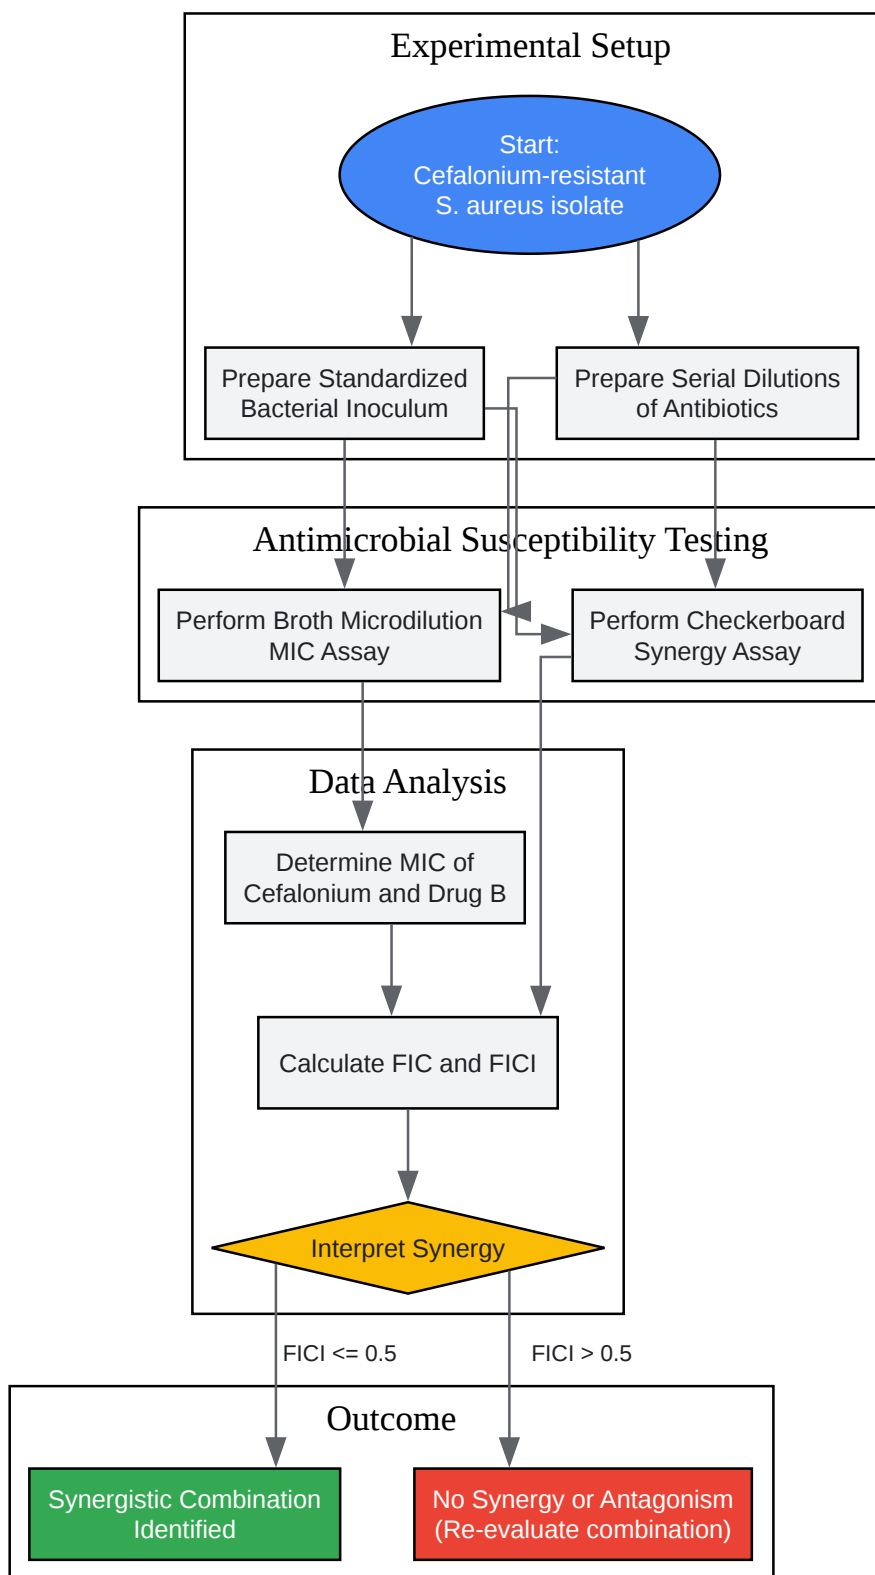 Experimental Setup
Start:
Cefalonium-resistant
S. aureus isolate
Prepare Standardized
Bacterial Inoculum
Prepare Serial Dilutions
of Antibiotics
Antimicrobial Susceptibility Testing
Perform Broth Microdilution
MIC Assay
Perform Checkerboard
Synergy Assay
Data Analysis
Determine MIC of
Cefalonium and Drug B
Calculate FIC and FICI
Interpret Synergy
FICI <= 0.5
FICI > 0.5
Outcome
Synergistic Combination
Identified
No Synergy or Antagonism
(Re-evaluate combination)